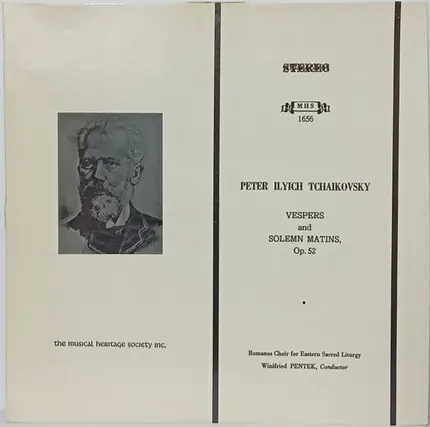 STEREO
MHS
1656
PETER ILYICH TCHAIKOVSKY
VESPERS
and
SOLEMN MATINS,
Op. 52
the musical heritage society inc.
Romanos Choir for Eastern Sacred Liturgy
Winifried PENTEK, Conductor